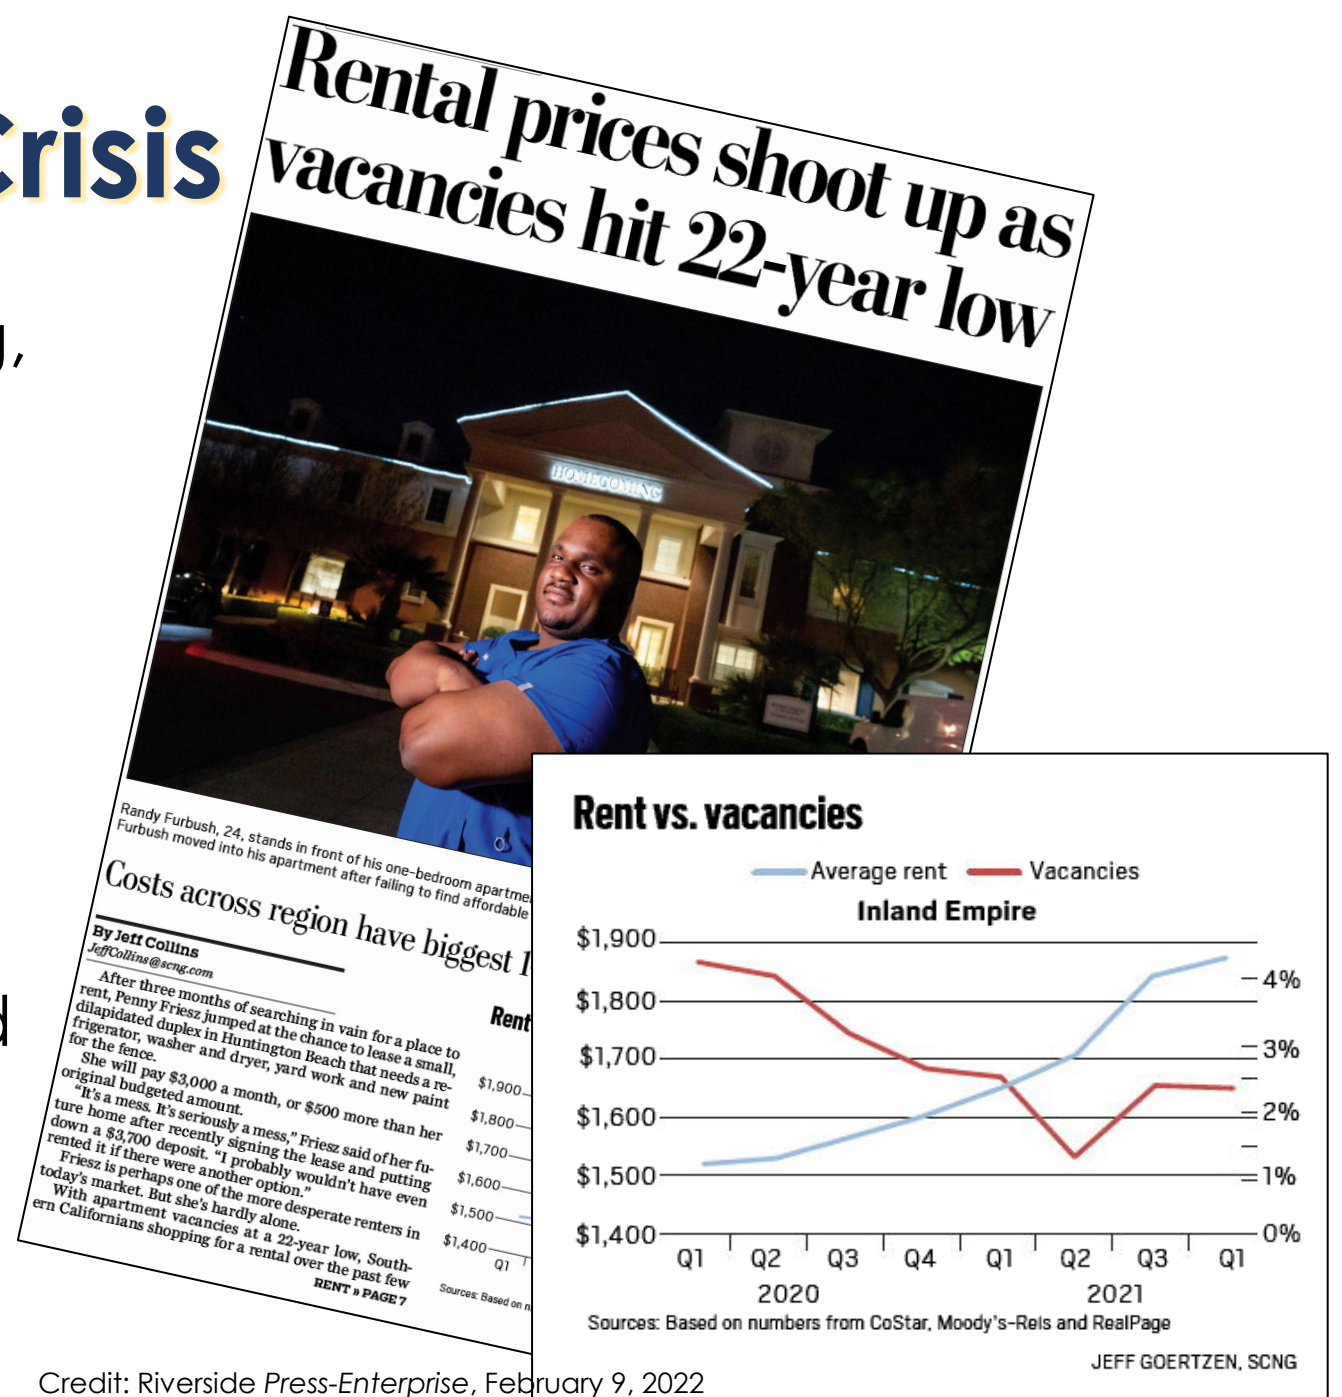 Crisis
g,
d
Rental prices shoot up as
vacancies hit 22-year low
HOMECOMING
Randy Furbush, 24, stands in front of his one-bedroom apartme
Furbush moved into his apartment after failing to find affordable
Costs across region have biggest 1
By Jeff Collins
JeffCollins@scng.com
After three months of searching in vain for a place to
rent, Penny Friesz jumped at the chance to lease a small,
dilapidated duplex in Huntington Beach that needs a re-
frigerator, washer and dryer, yard work and new paint
for the fence.
She will pay $3,000 a month, or $500 more than her
original budgeted amount.
“It’s a mess. It’s seriously a mess,” Friesz said of her fu-
ture home after recently signing the lease and putting
down a $3,700 deposit. “I probably wouldn’t have even
rented it if there were another option.”
Friesz is perhaps one of the more desperate renters in
today’s market. But she’s hardly alone.
With apartment vacancies at a 22-year low, South-
ern Californians shopping for a rental over the past few
RENT » PAGE 7
Rent
$1,900
$1,800
$1,700
$1,600
$1,500
$1,400
Q1
Sources: Based on n
Rent vs. vacancies
Average rent Vacancies
Inland Empire
$1,900
$1,800
$1,700
$1,600
$1,500
$1,400
4%
3%
2%
1%
0%
Q1 Q2 Q3 Q4 Q1 Q2 Q3 Q1
2020 2021
Sources: Based on numbers from CoStar, Moody's-Reis and RealPage
JEFF GOERTZEN, SCNG
Credit: Riverside Press-Enterprise, February 9, 2022